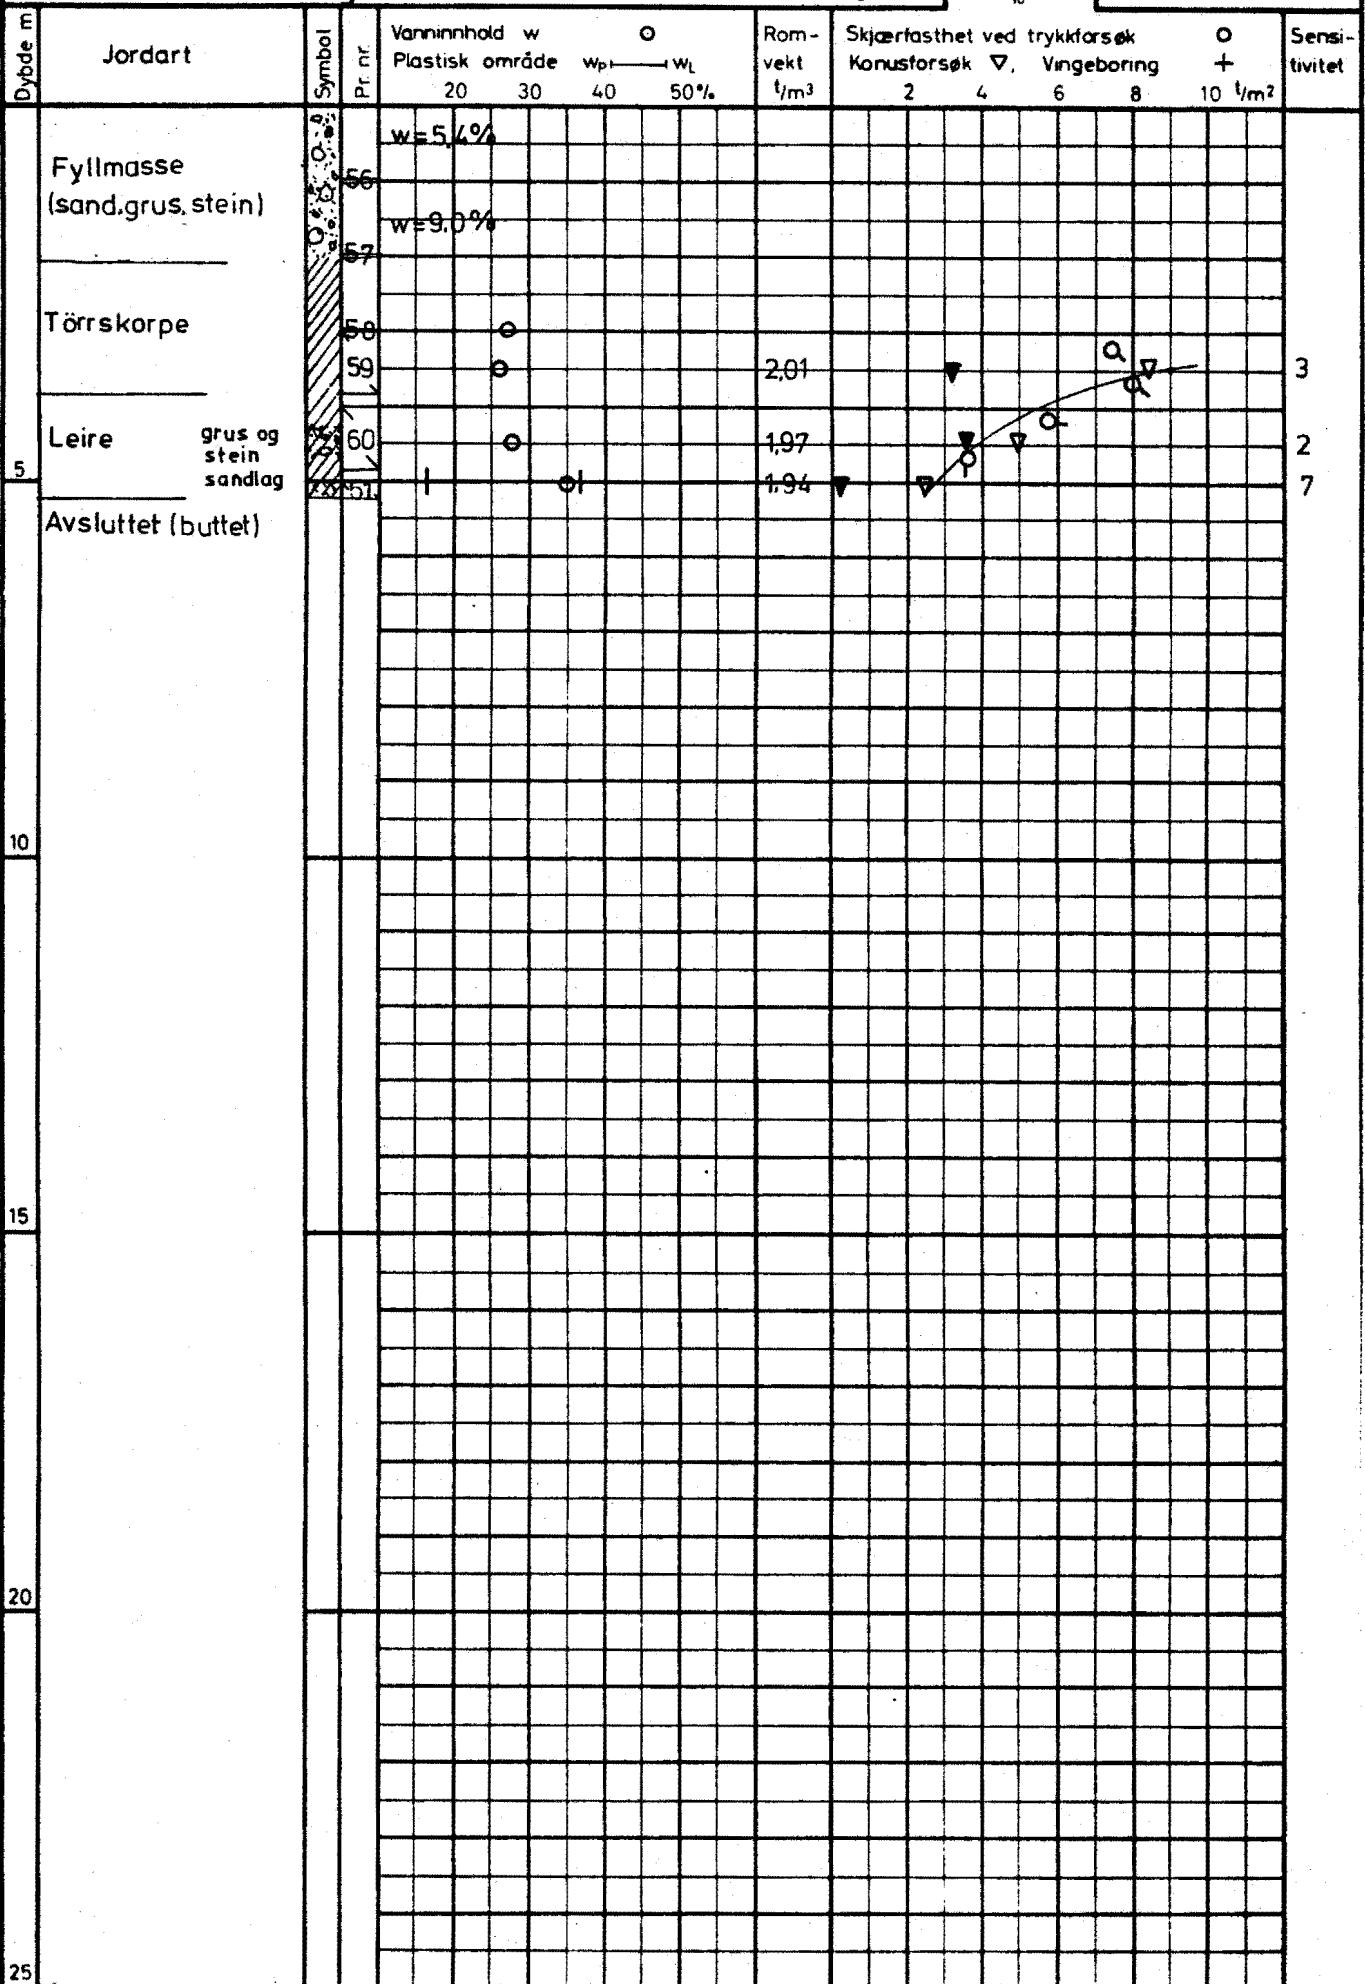 Dybde m
Jordart
Symbol
Pr. nr.
Vanninnhold w
Plastisk område wP wL
20 30 40 50%
Rom-
vekt
t/m3
Skjærfasthet ved trykkforsøk
Konusforsøk ▽, Vingeboring +
2 4 6 8 10 t/m2
Sensi-
tivitet
w=5,4%
Fyllmasse
(sand, grus, stein)
56
w=9,0%
57
Törrskorpe
58
59 2,01 3
Leire
grus og
stein
sandlag
60 1,97 2
5 1,94 7
Avsluttet (buttet)
10
15
20
25